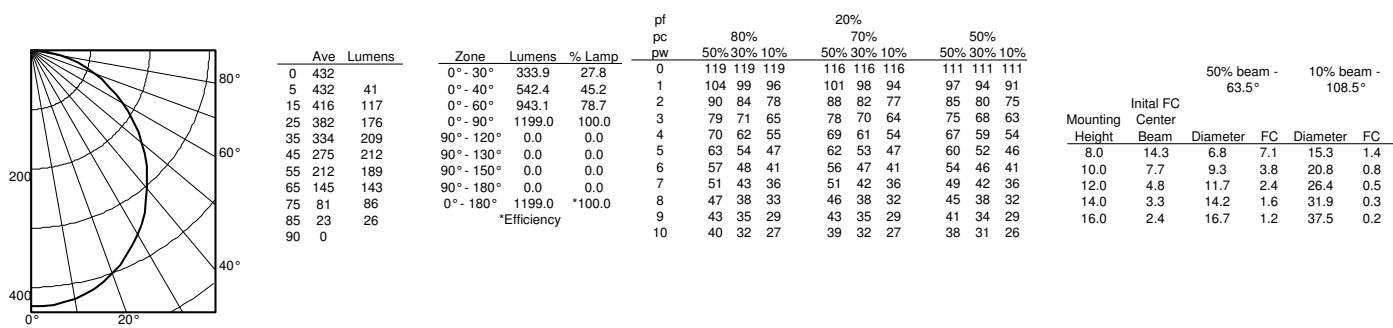 200
400
0° 20°
40°
60°
80°
Ave Lumens
0 432
5 432 41
15 416 117
25 382 176
35 334 209
45 275 212
55 212 189
65 145 143
75 81 86
85 23 26
90 0
Zone Lumens % Lamp
0° - 30° 333.9 27.8
0° - 40° 542.4 45.2
0° - 60° 943.1 78.7
0° - 90° 1199.0 100.0
90° - 120° 0.0 0.0
90° - 130° 0.0 0.0
90° - 150° 0.0 0.0
90° - 180° 0.0 0.0
0° - 180° 1199.0 *100.0
*Efficiency
pf 20%
pc 80% 70% 50%
pw 50% 30% 10% 50% 30% 10% 50% 30% 10%
0 119 119 119 116 116 116 111 111 111
1 104 99 96 101 98 94 97 94 91
2 90 84 78 88 82 77 85 80 75
3 79 71 65 78 70 64 75 68 63
4 70 62 55 69 61 54 67 59 54
5 63 54 47 62 53 47 60 52 46
6 57 48 41 56 47 41 54 46 41
7 51 43 36 51 42 36 49 42 36
8 47 38 33 46 38 32 45 38 32
9 43 35 29 43 35 29 41 34 29
10 40 32 27 39 32 27 38 31 26
50% beam - 10% beam -
63.5° 108.5°
Inital FC
Mounting Center
Height Beam Diameter FC Diameter FC
8.0 14.3 6.8 7.1 15.3 1.4
10.0 7.7 9.3 3.8 20.8 0.8
12.0 4.8 11.7 2.4 26.4 0.5
14.0 3.3 14.2 1.6 31.9 0.3
16.0 2.4 16.7 1.2 37.5 0.2